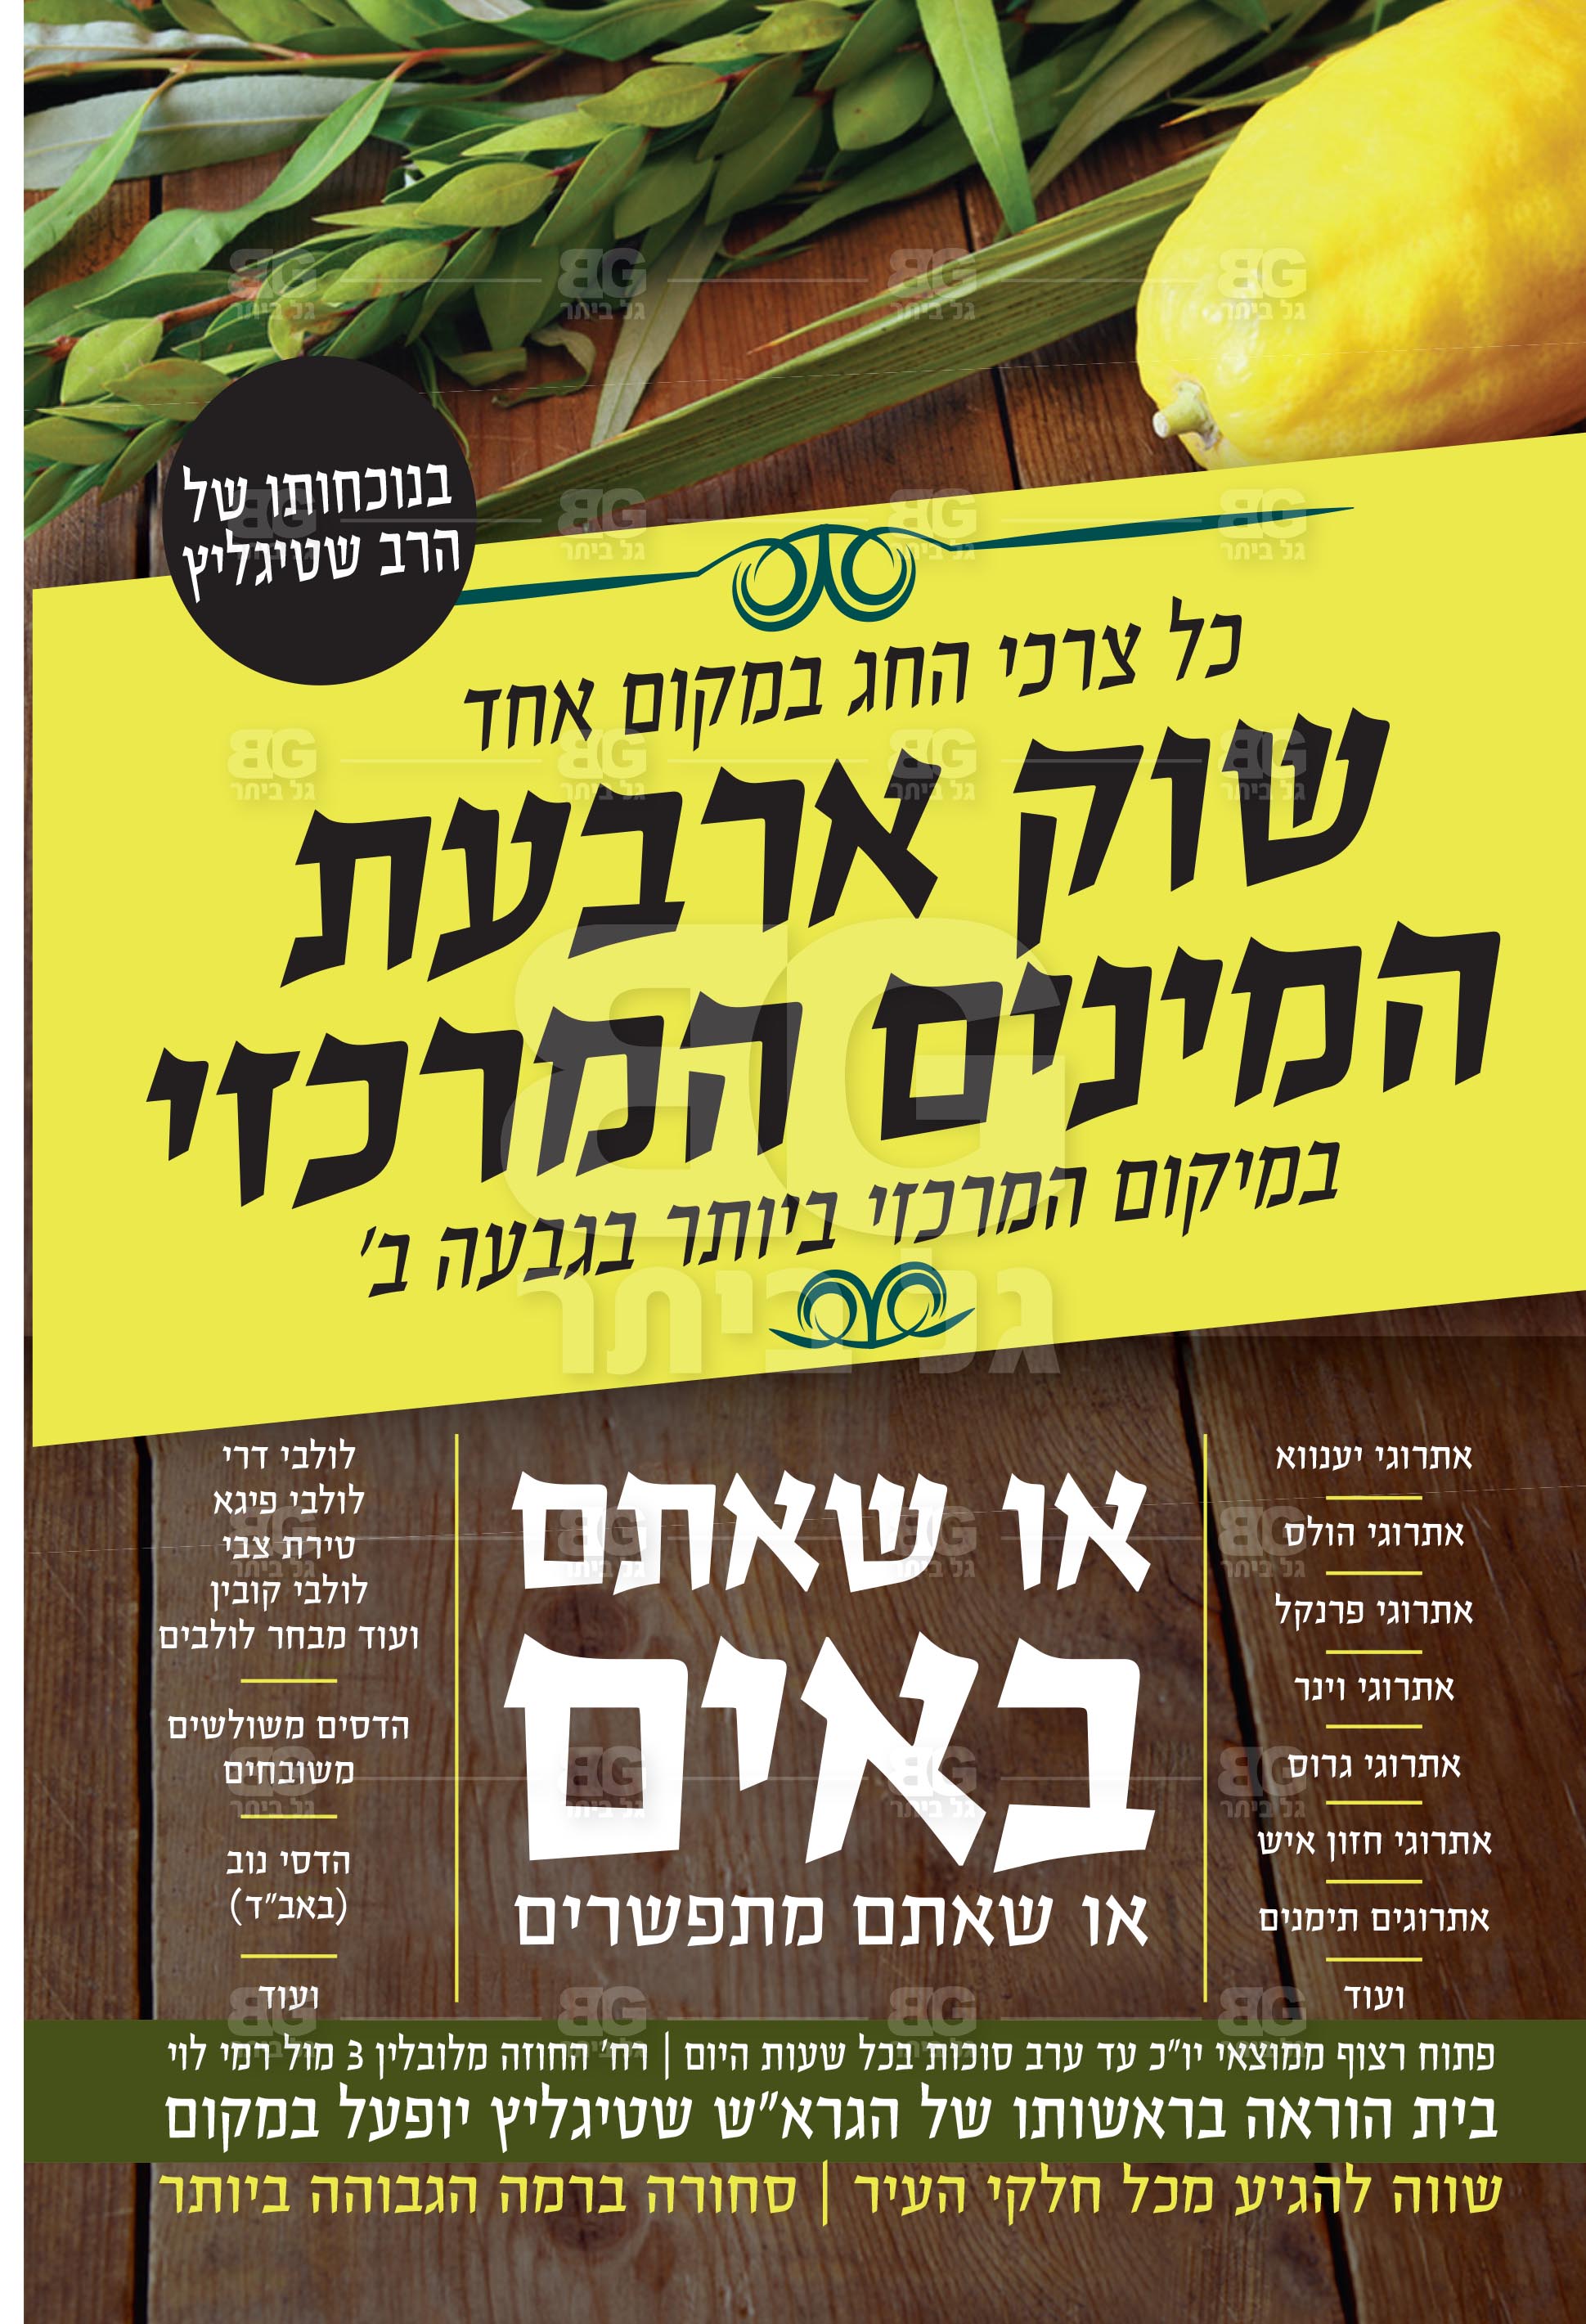 בנוכחותו של
הרב שטיגליץ
כל צרכי החג במקום אחד
שוק ארבעת
המינים המרכזי
במיקום המרכזי ביותר בגבעה ב'
BG
גל ביתר
אתרוגי יענווא
אתרוגי הולס
אתרוגי פרנקל
אתרוגי וינר
אתרוגי גרוס
אתרוגי חזון איש
אתרוגים תימנים
ועוד
או שאתם
באים
או שאתם מתפשרים
לולבי דרי
לולבי פיגא
טירת צבי
לולבי קובין
ועוד מבחר לולבים
הדסים משולשים
משובחים
הדסי נוב
(באב"ד)
ועוד
פתוח רצוף ממוצאי יו"כ עד ערב סוכות בכל שעות היום | רח' החוזה מלובלין 3 מול רמי לוי
בית הוראה בראשותו של הגרא"ש שטיגליץ יופעל במקום
שווה להגיע מכל חלקי העיר | סחורה ברמה הגבוהה ביותר